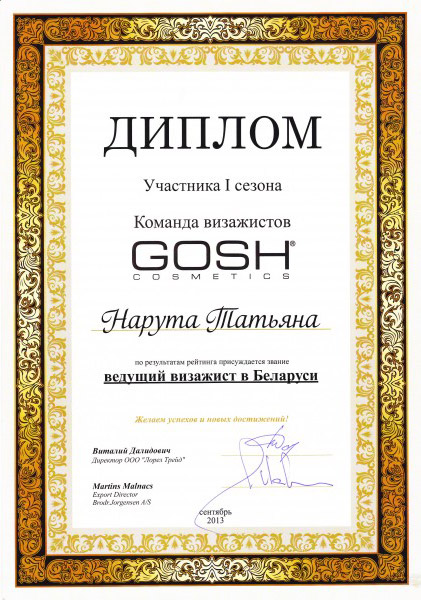 ДИПЛОМ
Участника I сезона
Команда визажистов
GOSH®
COSMETICS
Нарута Татьяна
по результатам рейтинга присуждается звание
ведущий визажист в Беларуси
Желаем успехов и новых достижений!
Виталий Далидович
Директор ООО "Лорел Трейд"
Martins Malnacs
Export Director
Brodr.Jorgensen A/S
сентябрь
2013